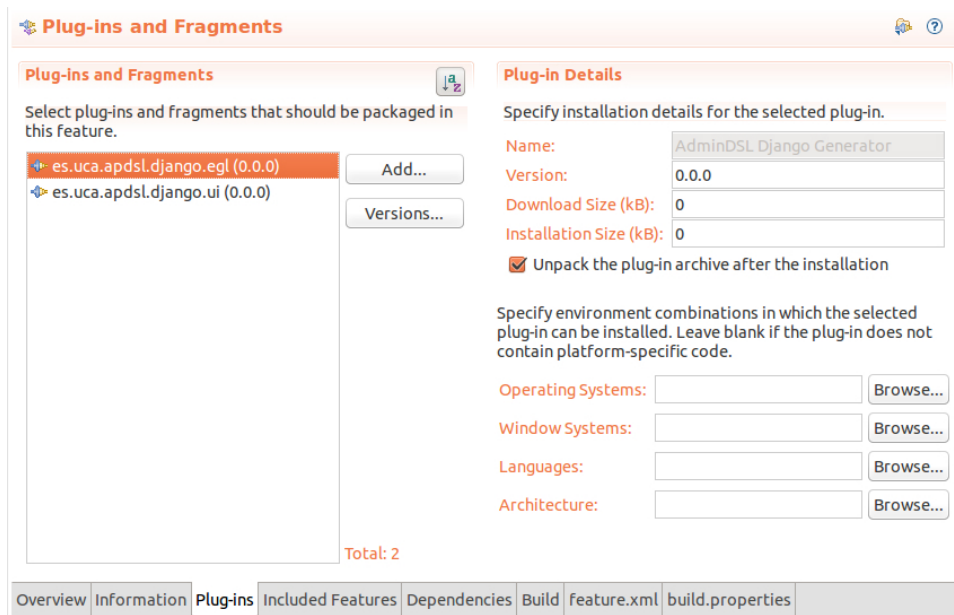 Plug-ins and Fragments
Plug-ins and Fragments
Select plug-ins and fragments that should be packaged in
this feature.
es.uca.apdsl.django.egl (0.0.0)
es.uca.apdsl.django.ui (0.0.0)
Add...
Versions...
Total: 2
Plug-in Details
Specify installation details for the selected plug-in.
Name: AdminDSL Django Generator
Version: 0.0.0
Download Size (kB): 0
Installation Size (kB): 0
Unpack the plug-in archive after the installation
Specify environment combinations in which the selected
plug-in can be installed. Leave blank if the plug-in does not
contain platform-specific code.
Operating Systems: Browse...
Window Systems: Browse...
Languages: Browse...
Architecture: Browse...
Overview Information Plug-ins Included Features Dependencies Build feature.xml build.properties